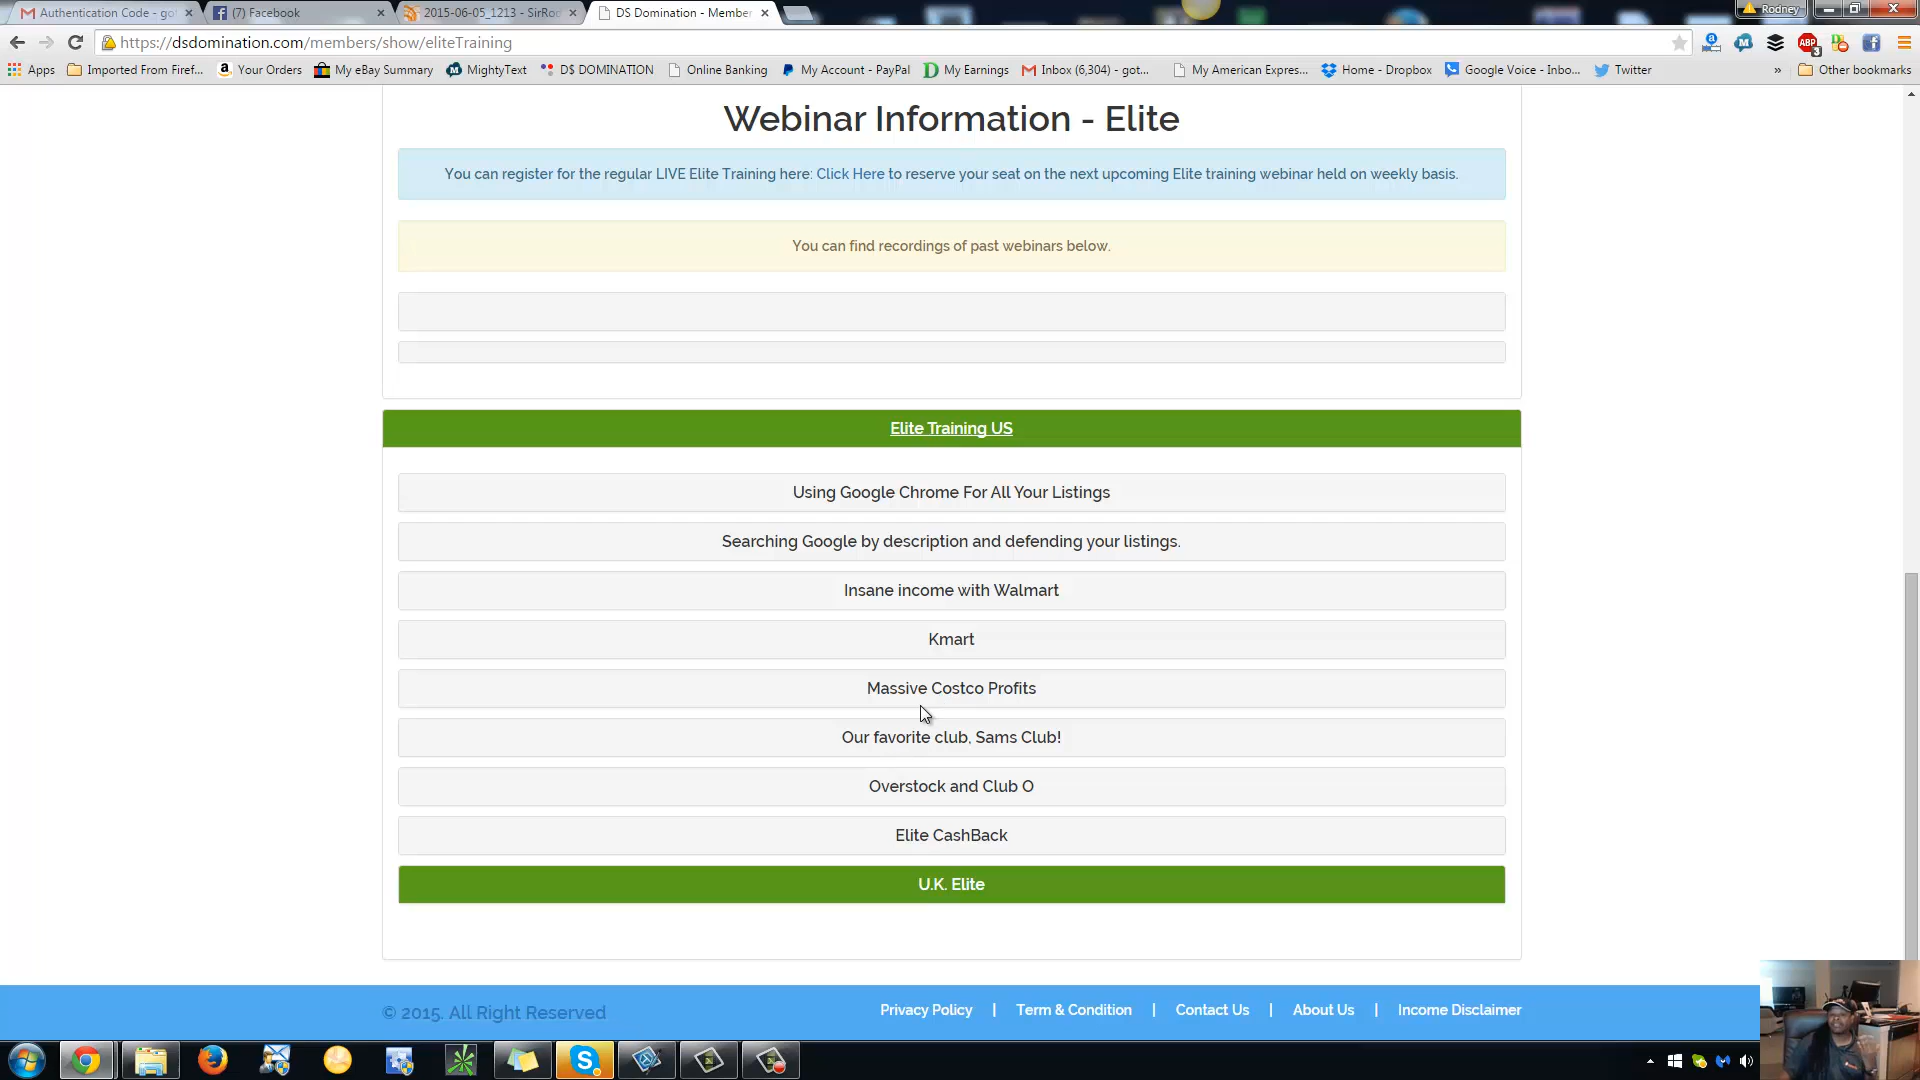 Authentication Code - go
(7) Facebook
2015-06-05_1213 - SirRo
DS Domination - Member
Rodney
https://dsdomination.com/members/show/eliteTraining
Apps
Imported From Firef...
Your Orders
My eBay Summary
MightyText
D$ DOMINATION
Online Banking
My Account - PayPal
My Earnings
Inbox (6,304) - got...
My American Expres...
Home - Dropbox
Google Voice - Inbo...
Twitter
»
Other bookmarks
Webinar Information - Elite
You can register for the regular LIVE Elite Training here: Click Here to reserve your seat on the next upcoming Elite training webinar held on weekly basis.
You can find recordings of past webinars below.
Elite Training US
Using Google Chrome For All Your Listings
Searching Google by description and defending your listings.
Insane income with Walmart
Kmart
Massive Costco Profits
Our favorite club, Sams Club!
Overstock and Club O
Elite CashBack
U.K. Elite
© 2015. All Right Reserved
Privacy Policy | Term & Condition | Contact Us | About Us | Income Disclaimer